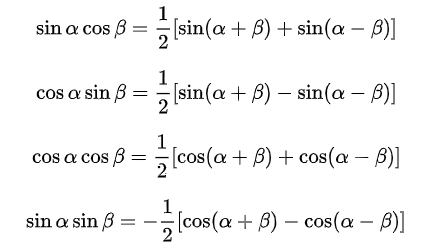 sin α cos β = 1/2 [sin(α + β) + sin(α − β)]
cos α sin β = 1/2 [sin(α + β) − sin(α − β)]
cos α cos β = 1/2 [cos(α + β) + cos(α − β)]
sin α sin β = −1/2 [cos(α + β) − cos(α − β)]